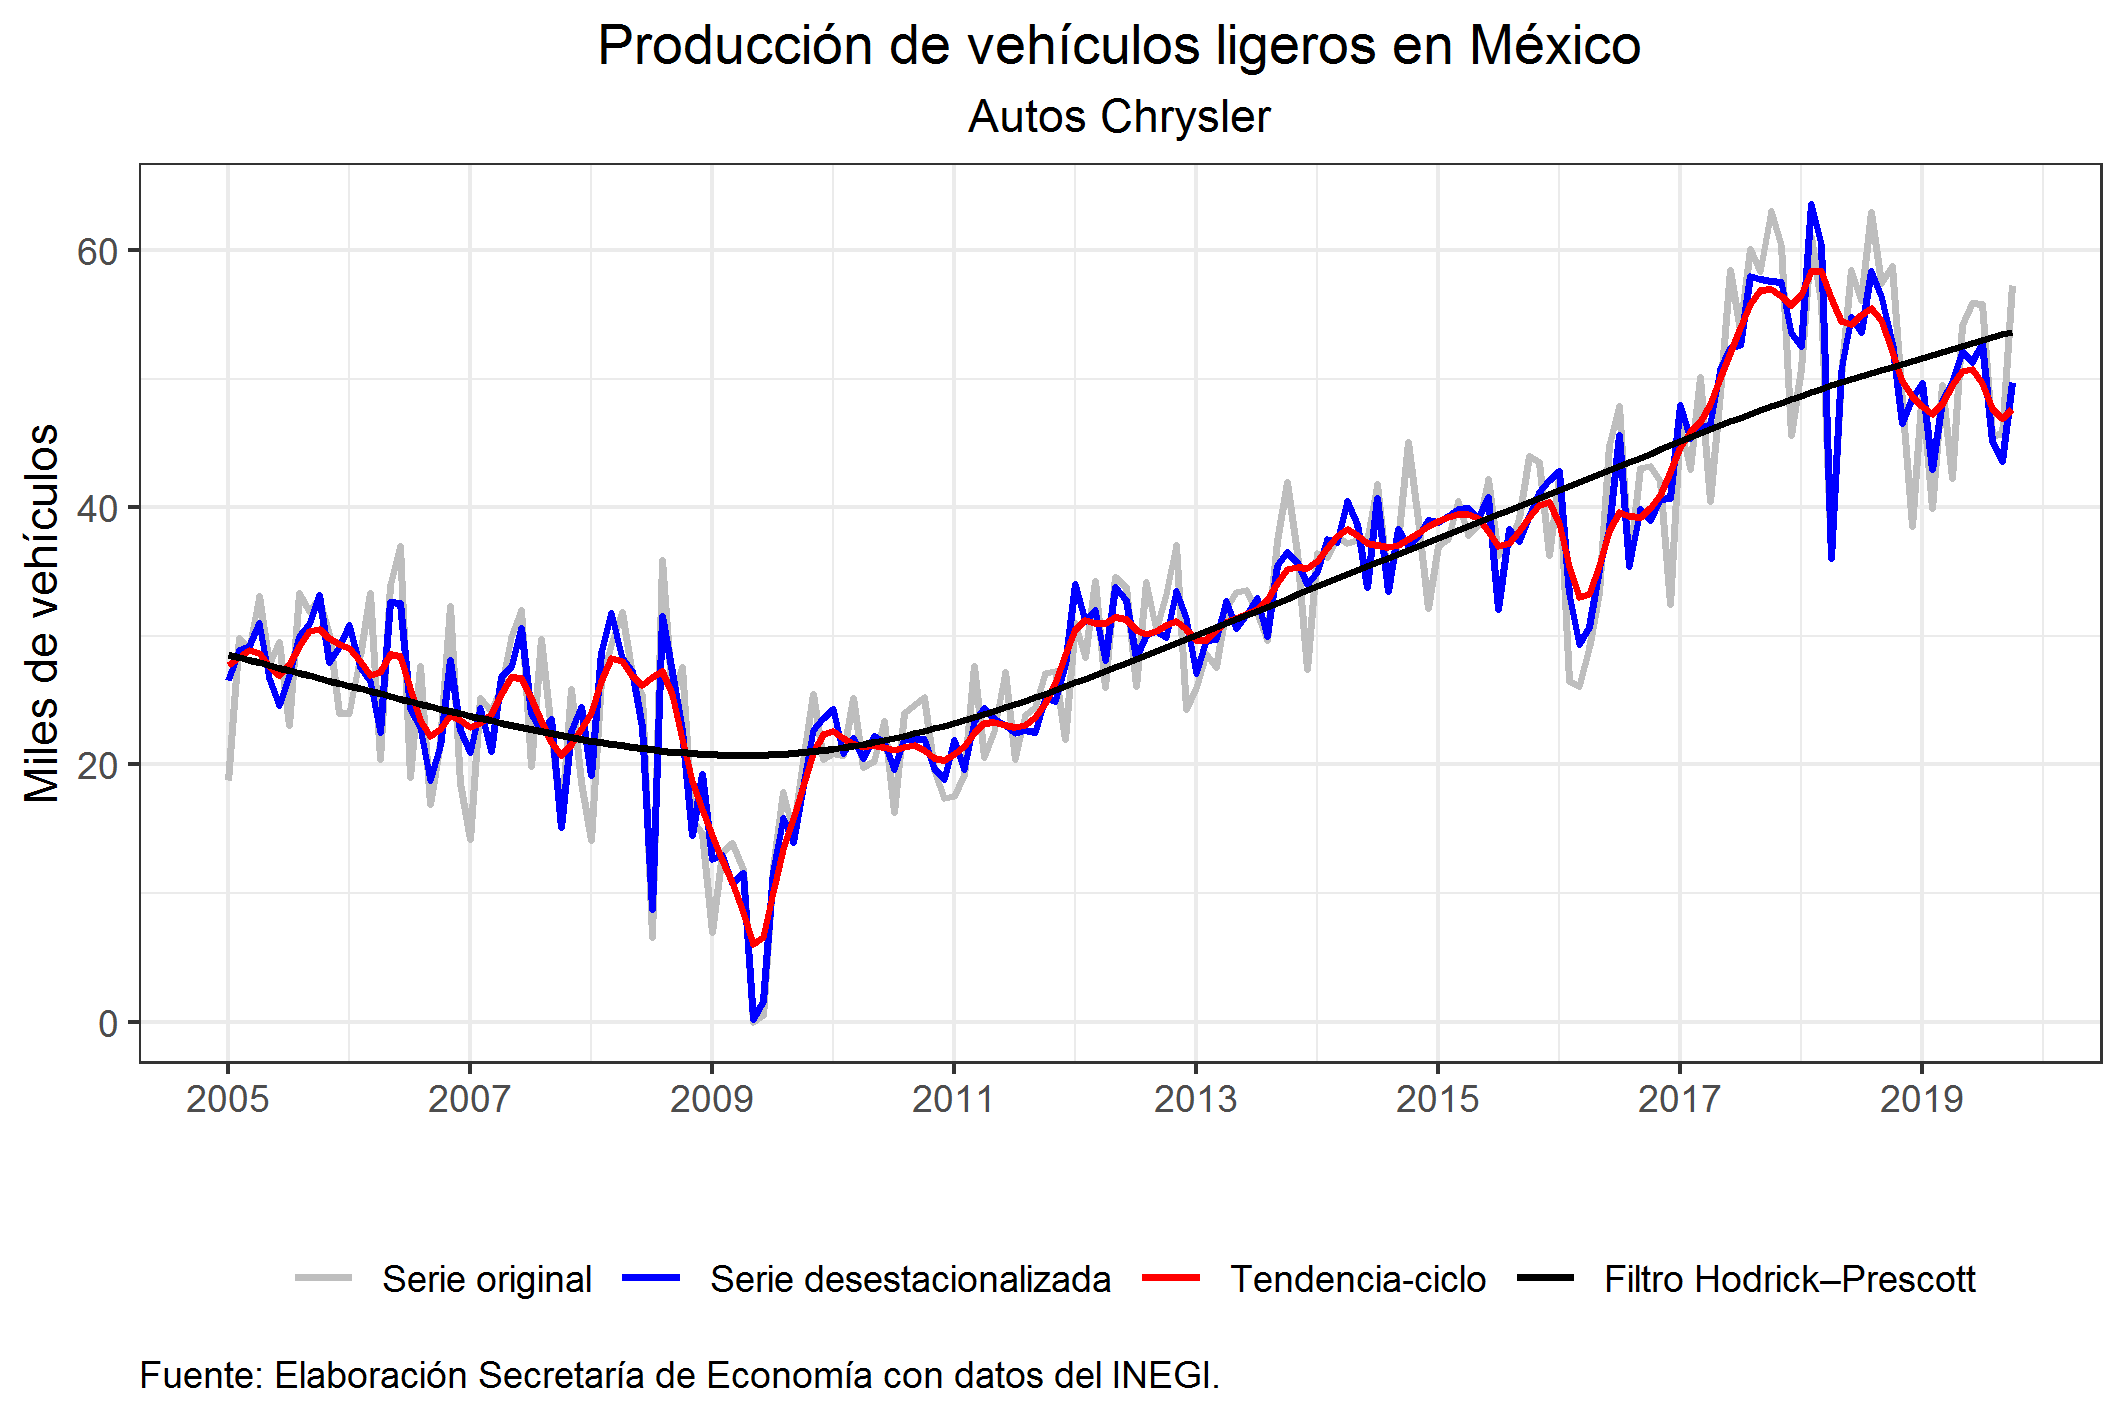 Producción de vehículos ligeros en México
Autos Chrysler
Miles de vehículos
60
40
20
0
2005 2007 2009 2011 2013 2015 2017 2019
Serie original Serie desestacionalizada Tendencia-ciclo Filtro Hodrick–Prescott
Fuente: Elaboración Secretaría de Economía con datos del INEGI.